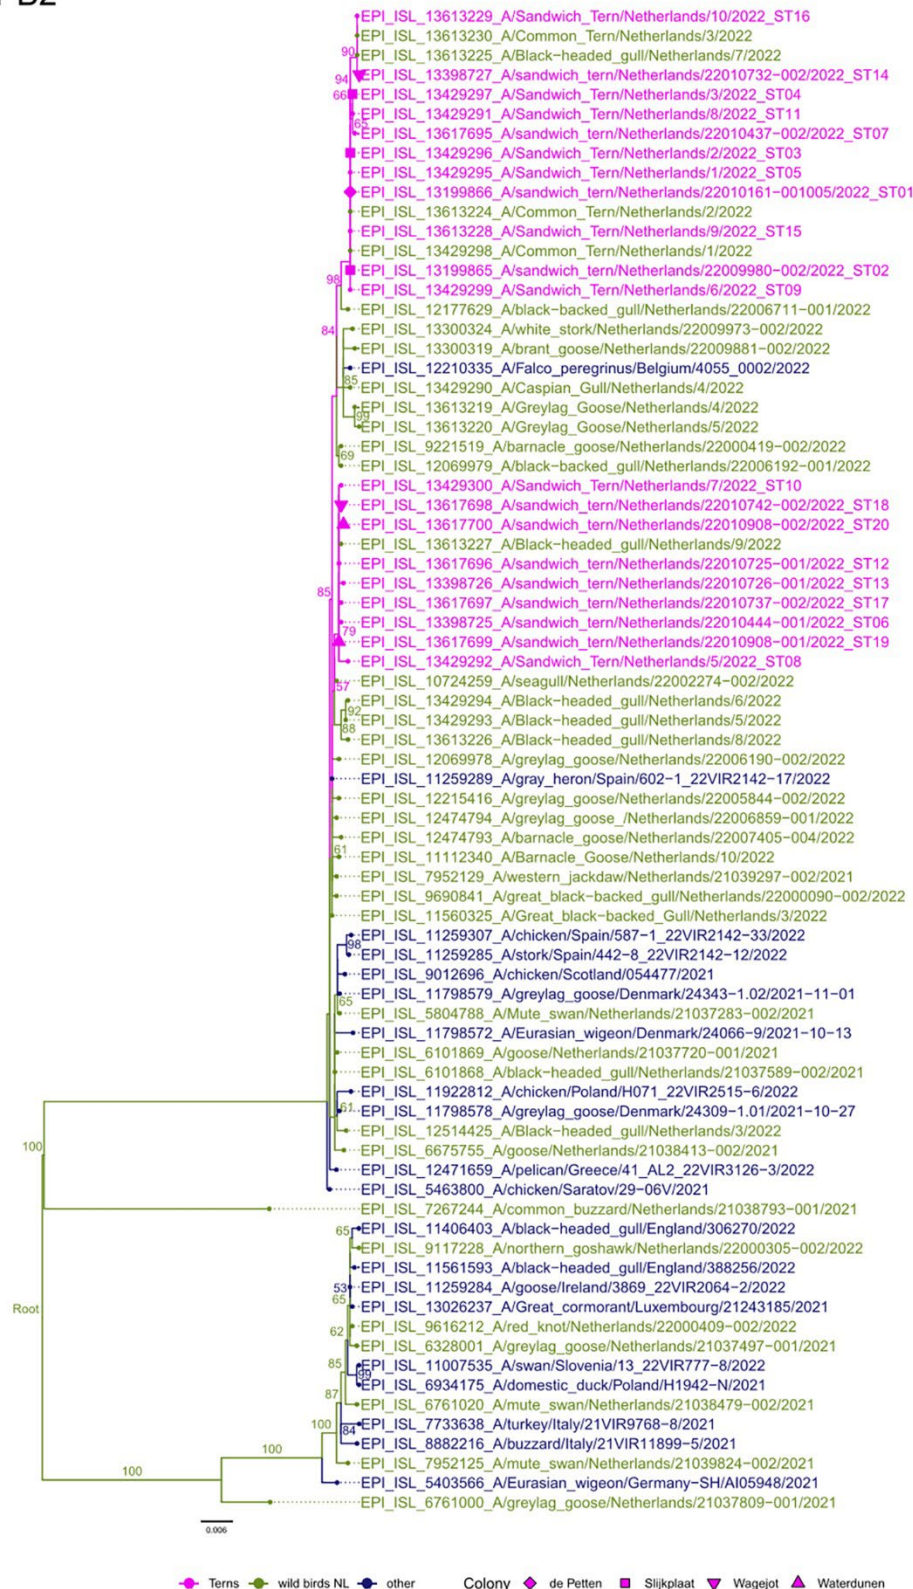 EPI_ISL_13613229_A/Sandwich_Tern/Netherlands/10/2022_ST16
EPI_ISL_13613230_A/Common_Tern/Netherlands/3/2022
90 EPI_ISL_13613225_A/Black-headed_gull/Netherlands/7/2022
94 EPI_ISL_13398727_A/sandwich_tern/Netherlands/22010732-002/2022_ST14
66 EPI_ISL_13429297_A/Sandwich_Tern/Netherlands/3/2022_ST04
EPI_ISL_13429291_A/Sandwich_Tern/Netherlands/8/2022_ST11
65 EPI_ISL_13617695_A/sandwich_tern/Netherlands/22010437-002/2022_ST07
EPI_ISL_13429296_A/Sandwich_Tern/Netherlands/2/2022_ST03
EPI_ISL_13429295_A/Sandwich_Tern/Netherlands/1/2022_ST05
EPI_ISL_13199866_A/sandwich_tern/Netherlands/22010161-001005/2022_ST01
EPI_ISL_13613224_A/Common_Tern/Netherlands/2/2022
EPI_ISL_13613228_A/Sandwich_Tern/Netherlands/9/2022_ST15
EPI_ISL_13429298_A/Common_Tern/Netherlands/1/2022
EPI_ISL_13199865_A/sandwich_tern/Netherlands/22009980-002/2022_ST02
98 EPI_ISL_13429299_A/Sandwich_Tern/Netherlands/6/2022_ST09
EPI_ISL_12177629_A/black-backed_gull/Netherlands/22006711-001/2022
84 EPI_ISL_13300324_A/white_stork/Netherlands/22009973-002/2022
EPI_ISL_13300319_A/brant_goose/Netherlands/22009881-002/2022
EPI_ISL_12210335_A/Falco_peregrinus/Belgium/4055_0002/2022
85 EPI_ISL_13429290_A/Caspian_Gull/Netherlands/4/2022
EPI_ISL_13613219_A/Greylag_Goose/Netherlands/4/2022
99 EPI_ISL_13613220_A/Greylag_Goose/Netherlands/5/2022
EPI_ISL_9221519_A/barnacle_goose/Netherlands/22000419-002/2022
69 EPI_ISL_12069979_A/black-backed_gull/Netherlands/22006192-001/2022
EPI_ISL_13429300_A/Sandwich_Tern/Netherlands/7/2022_ST10
EPI_ISL_13617698_A/sandwich_tern/Netherlands/22010742-002/2022_ST18
EPI_ISL_13617700_A/sandwich_tern/Netherlands/22010908-002/2022_ST20
EPI_ISL_13613227_A/Black-headed_gull/Netherlands/9/2022
EPI_ISL_13617696_A/sandwich_tern/Netherlands/22010725-001/2022_ST12
EPI_ISL_13398726_A/sandwich_tern/Netherlands/22010726-001/2022_ST13
85 EPI_ISL_13617697_A/sandwich_tern/Netherlands/22010737-002/2022_ST17
EPI_ISL_13398725_A/sandwich_tern/Netherlands/22010444-001/2022_ST06
79 EPI_ISL_13617699_A/sandwich_tern/Netherlands/22010908-001/2022_ST19
EPI_ISL_13429292_A/Sandwich_Tern/Netherlands/5/2022_ST08
57 EPI_ISL_10724259_A/seagull/Netherlands/22002274-002/2022
EPI_ISL_13429294_A/Black-headed_gull/Netherlands/6/2022
92 EPI_ISL_13429293_A/Black-headed_gull/Netherlands/5/2022
88 EPI_ISL_13613226_A/Black-headed_gull/Netherlands/8/2022
EPI_ISL_12069978_A/greylag_goose/Netherlands/22006190-002/2022
EPI_ISL_11259289_A/gray_heron/Spain/602-1_22VIR2142-17/2022
EPI_ISL_12215416_A/greylag_goose/Netherlands/22005844-002/2022
EPI_ISL_12474794_A/greylag_goose_/Netherlands/22006859-001/2022
EPI_ISL_12474793_A/barnacle_goose/Netherlands/22007405-004/2022
61 EPI_ISL_11112340_A/Barnacle_Goose/Netherlands/10/2022
EPI_ISL_7952129_A/western_jackdaw/Netherlands/21039297-002/2021
EPI_ISL_9690841_A/great_black-backed_gull/Netherlands/22000090-002/2022
EPI_ISL_11560325_A/Great_black-backed_Gull/Netherlands/3/2022
EPI_ISL_11259307_A/chicken/Spain/587-1_22VIR2142-33/2022
98 EPI_ISL_11259285_A/stork/Spain/442-8_22VIR2142-12/2022
EPI_ISL_9012696_A/chicken/Scotland/054477/2021
EPI_ISL_11798579_A/greylag_goose/Denmark/24343-1.02/2021-11-01
65 EPI_ISL_5804788_A/Mute_swan/Netherlands/21037283-002/2021
EPI_ISL_11798572_A/Eurasian_wigeon/Denmark/24066-9/2021-10-13
EPI_ISL_6101869_A/goose/Netherlands/21037720-001/2021
EPI_ISL_6101868_A/black-headed_gull/Netherlands/21037589-002/2021
EPI_ISL_11922812_A/chicken/Poland/H071_22VIR2515-6/2022
61 EPI_ISL_11798578_A/greylag_goose/Denmark/24309-1.01/2021-10-27
EPI_ISL_12514425_A/Black-headed_gull/Netherlands/3/2022
100 EPI_ISL_6675755_A/goose/Netherlands/21038413-002/2021
EPI_ISL_12471659_A/pelican/Greece/41_AL2_22VIR3126-3/2022
EPI_ISL_5463800_A/chicken/Saratov/29-06V/2021
EPI_ISL_7267244_A/common_buzzard/Netherlands/21038793-001/2021
65 EPI_ISL_11406403_A/black-headed_gull/England/306270/2022
EPI_ISL_9117228_A/northern_goshawk/Netherlands/22000305-002/2022
EPI_ISL_11561593_A/black-headed_gull/England/388256/2022
53 EPI_ISL_11259284_A/goose/Ireland/3869_22VIR2064-2/2022
Root 65 EPI_ISL_13026237_A/Great_cormorant/Luxembourg/21243185/2021
EPI_ISL_9616212_A/red_knot/Netherlands/22000409-002/2022
62 EPI_ISL_6328001_A/greylag_goose/Netherlands/21037497-001/2021
85 EPI_ISL_11007535_A/swan/Slovenia/13_22VIR777-8/2022
99 EPI_ISL_6934175_A/domestic_duck/Poland/H1942-N/2021
87 EPI_ISL_6761020_A/mute_swan/Netherlands/21038479-002/2021
100 84 EPI_ISL_7733638_A/turkey/Italy/21VIR9768-8/2021
EPI_ISL_8882216_A/buzzard/Italy/21VIR11899-5/2021
100 EPI_ISL_7952125_A/mute_swan/Netherlands/21039824-002/2021
100 EPI_ISL_5403566_A/Eurasian_wigeon/Germany-SH/AI05948/2021
EPI_ISL_6761000_A/greylag_goose/Netherlands/21037809-001/2021
0.006
Terns wild birds NL other Colony de Petten Slijkplaat Wagejot Waterdunen